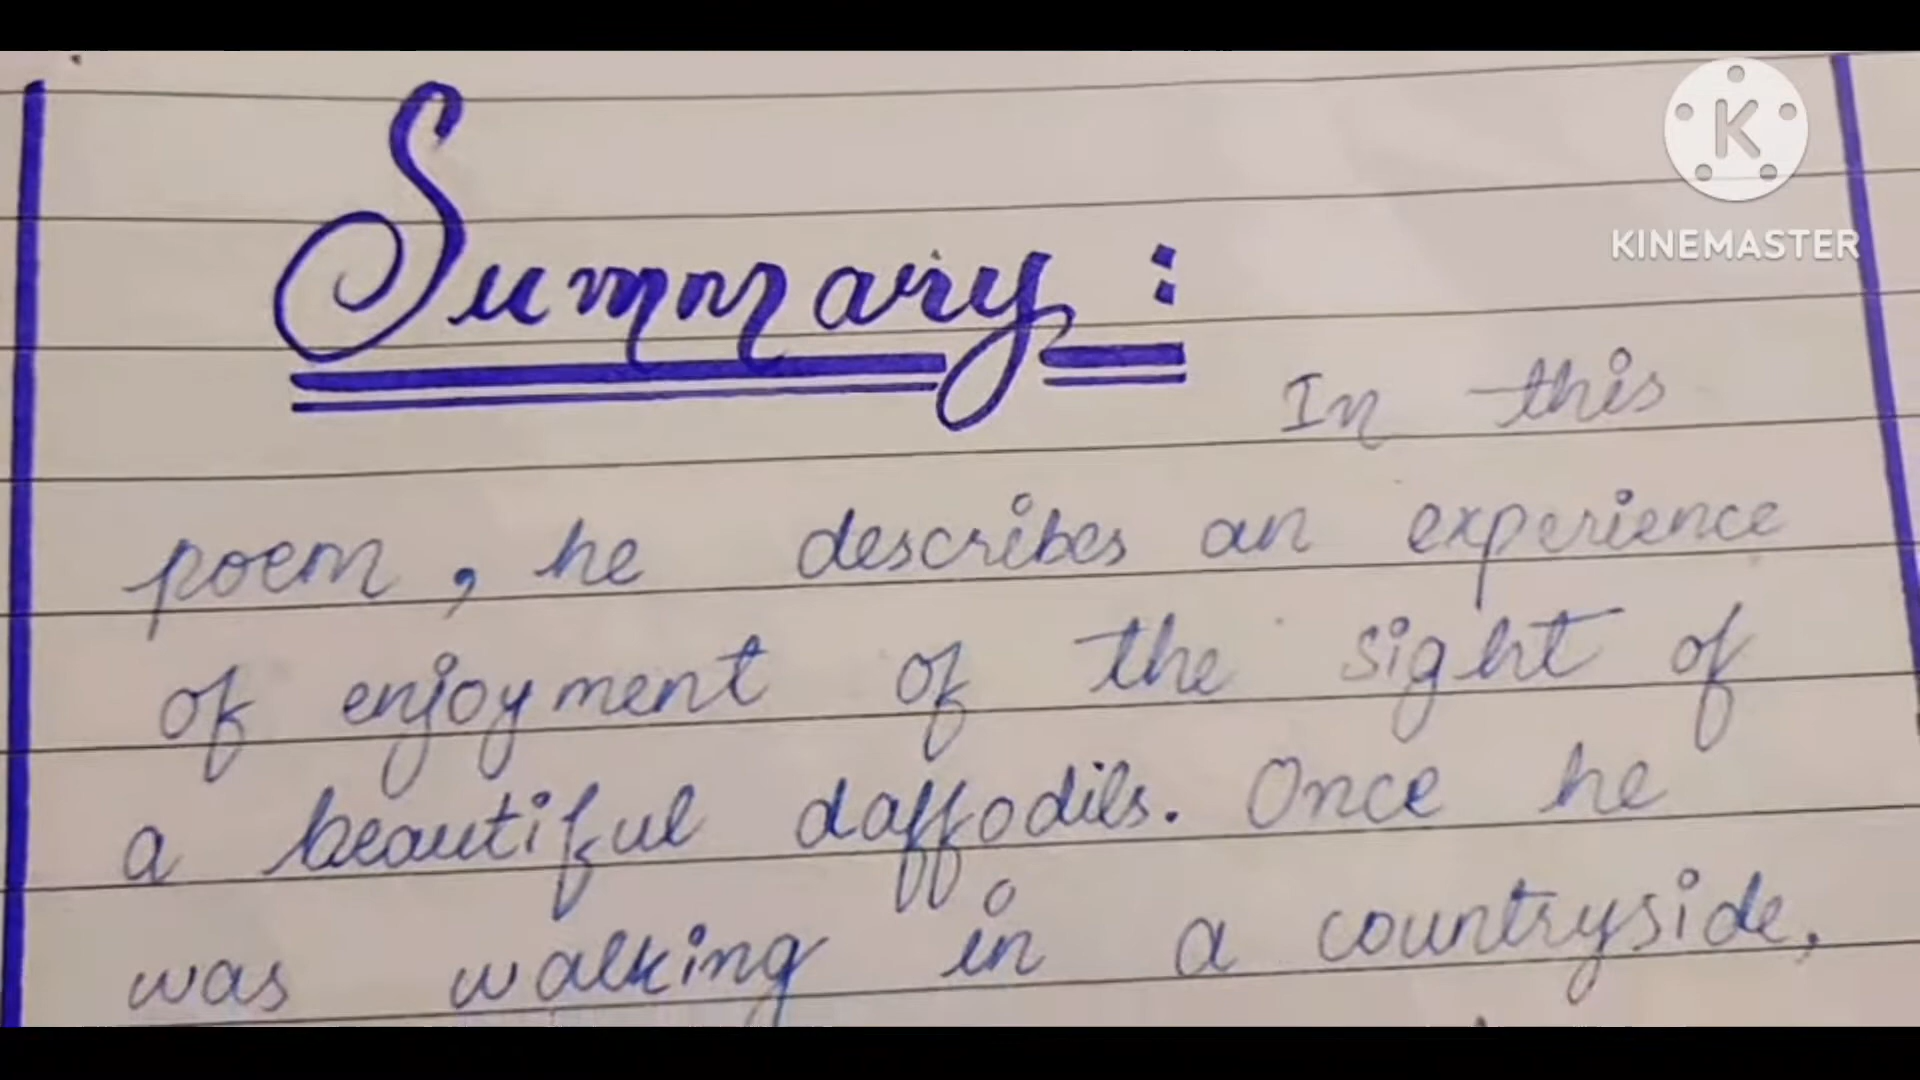 Summary :
K
KINEMASTER
In this
poem, he describes an experience
of enjoyment of the sight of
a beautiful daffodils. Once he
was walking in a countryside,